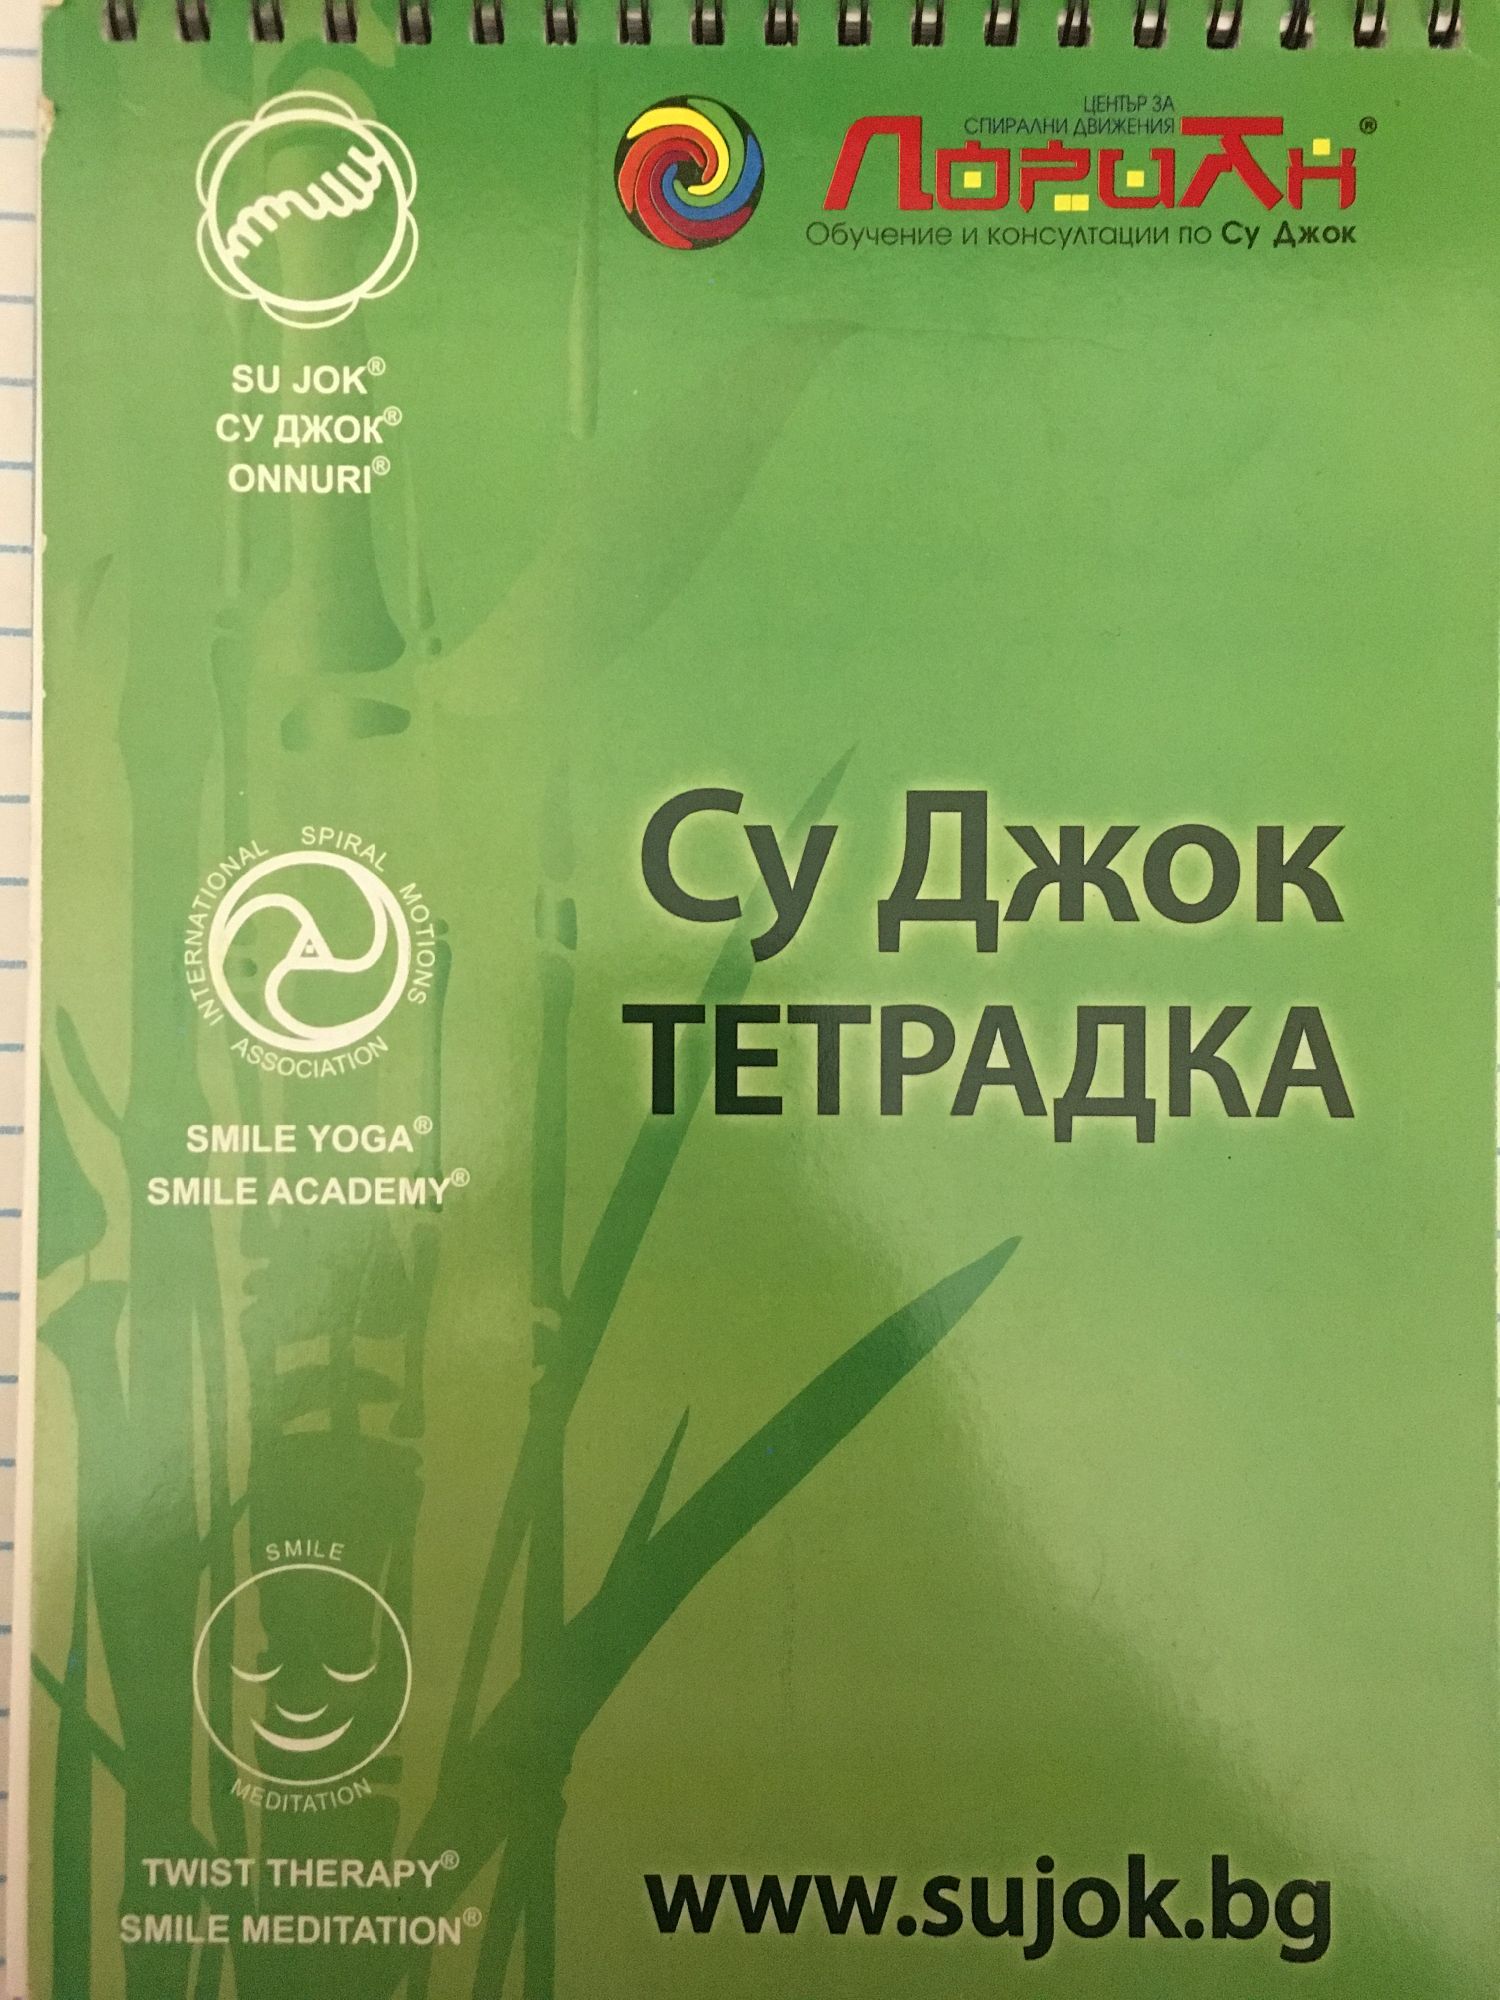 ЦЕНТЪР ЗА
СПИРАЛНИ ДВИЖЕНИЯ
ЛОРИАН®
Обучение и консултации по Су Джок
SU JOK®
СУ ДЖОК®
ONNURI®
Су Джок
ТЕТРАДКА
INTERNATIONAL SPIRAL MOTIONS
ASSOCIATION
SMILE YOGA®
SMILE ACADEMY®
SMILE
MEDITATION
TWIST THERAPY®
SMILE MEDITATION®
www.sujok.bg